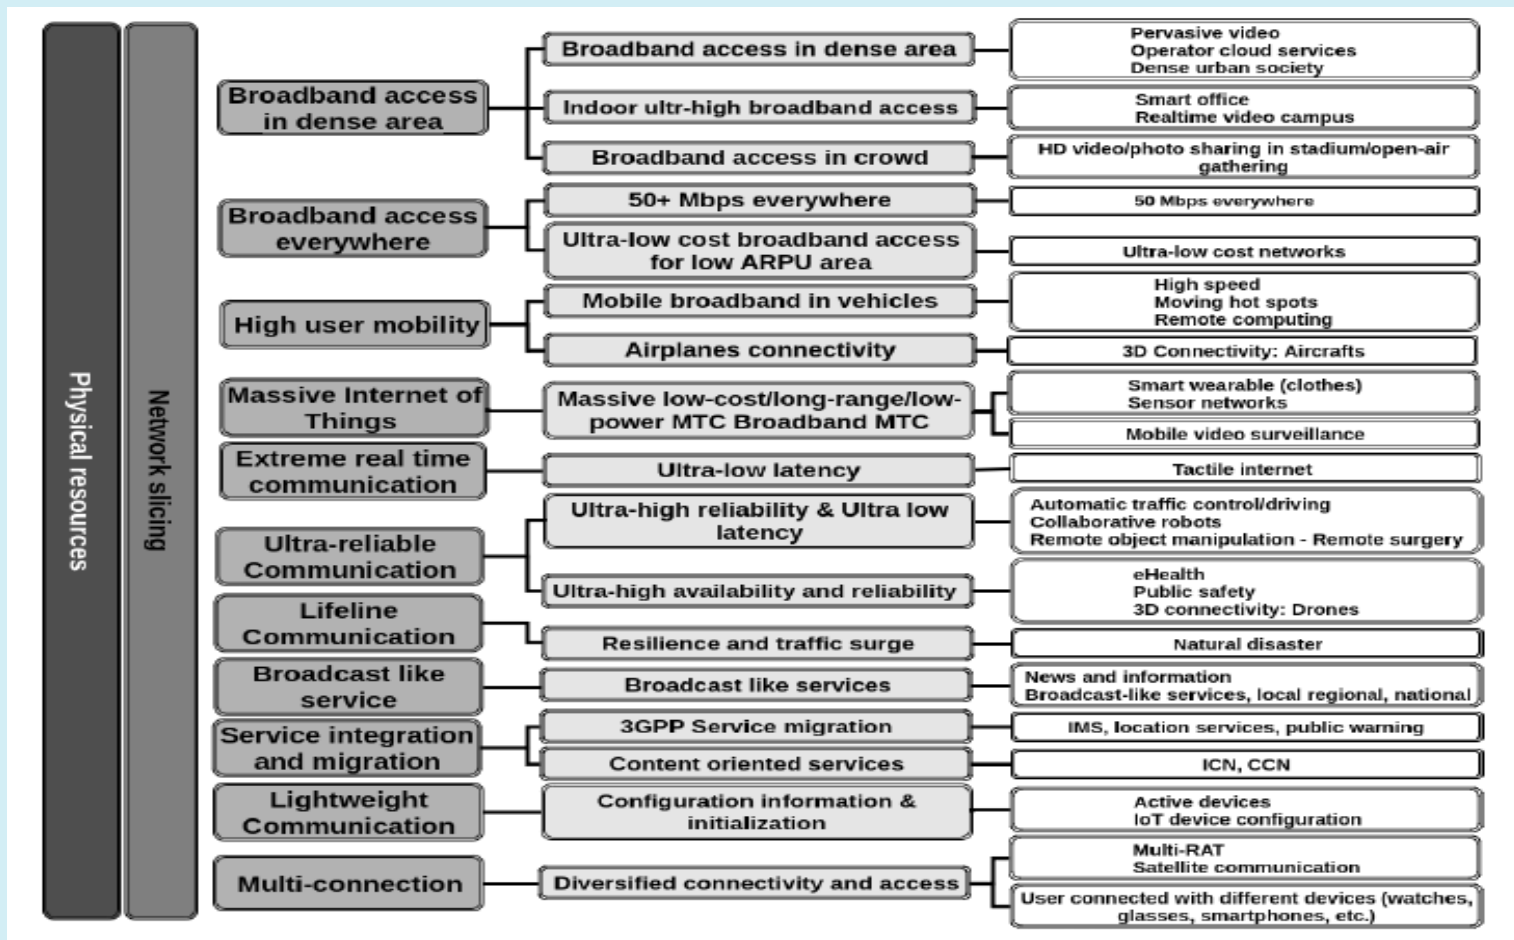 Physical resources
Network slicing
Broadband access
in dense area
Broadband access in dense area
Pervasive video
Operator cloud services
Dense urban society
Indoor ultr-high broadband access
Smart office
Realtime video campus
Broadband access in crowd
HD video/photo sharing in stadium/open-air
gathering
Broadband access
everywhere
50+ Mbps everywhere
50 Mbps everywhere
Ultra-low cost broadband access
for low ARPU area
Ultra-low cost networks
High user mobility
Mobile broadband in vehicles
High speed
Moving hot spots
Remote computing
Airplanes connectivity
3D Connectivity: Aircrafts
Massive Internet of
Things
Massive low-cost/long-range/low-
power MTC Broadband MTC
Smart wearable (clothes)
Sensor networks
Mobile video surveillance
Extreme real time
communication
Ultra-low latency
Tactile internet
Ultra-reliable
Communication
Ultra-high reliability & Ultra low
latency
Automatic traffic control/driving
Collaborative robots
Remote object manipulation - Remote surgery
Ultra-high availability and reliability
eHealth
Public safety
3D connectivity: Drones
Lifeline
Communication
Resilience and traffic surge
Natural disaster
Broadcast like
service
Broadcast like services
News and information
Broadcast-like services, local regional, national
Service integration
and migration
3GPP Service migration
IMS, location services, public warning
Content oriented services
ICN, CCN
Lightweight
Communication
Configuration information &
initialization
Active devices
IoT device configuration
Multi-connection
Diversified connectivity and access
Multi-RAT
Satellite communication
User connected with different devices (watches,
glasses, smartphones, etc.)